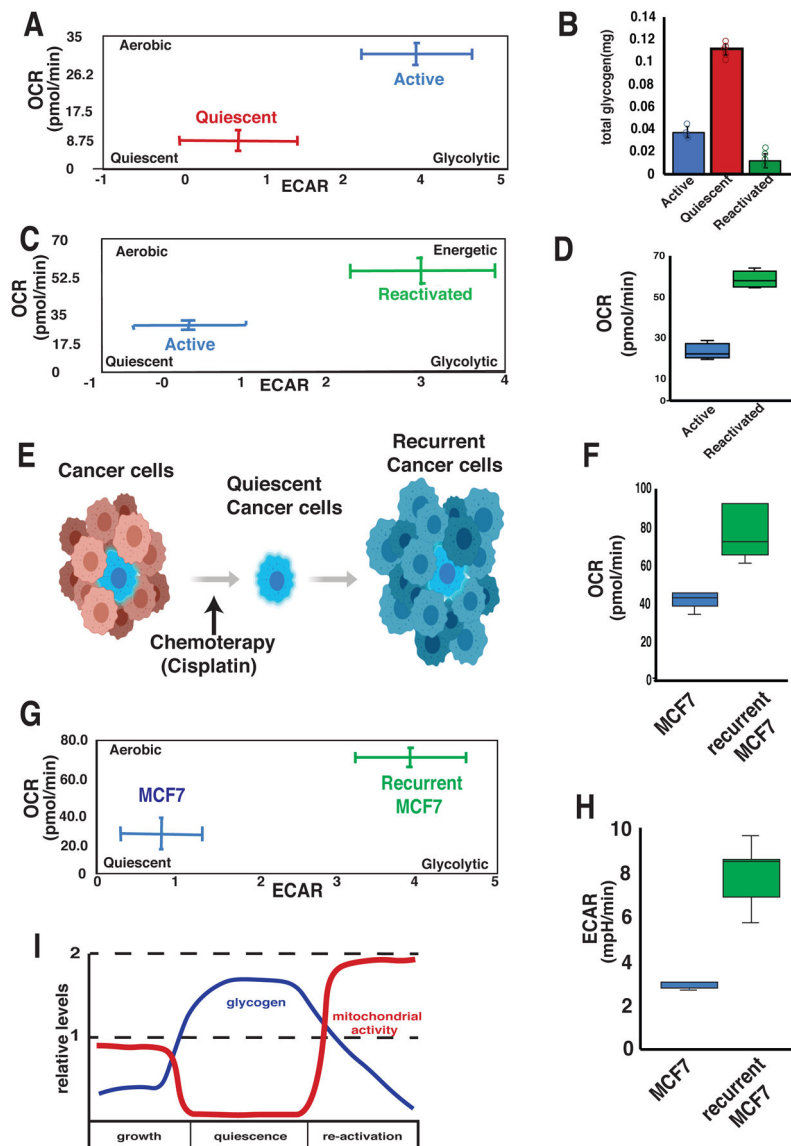 A
OCR
(pmol/min)
35
26.2
17.5
8.75
0
Aerobic
Active
Quiescent
Quiescent
Glycolytic
-1
0
1
2
3
4
5
ECAR
B
total glycogen(mg)
0.14
0.12
0.1
0.08
0.06
0.04
0.02
0
Active
Quiescent
Reactivated
C
OCR
(pmol/min)
70
52.5
35
17.5
0
Aerobic
Energetic
Reactivated
Active
Quiescent
Glycolytic
-1
-0
1
2
3
4
ECAR
D
OCR
(pmol/min)
70
50
30
10
0
Active
Reactivated
E
Cancer cells
Quiescent
Cancer cells
Recurrent
Cancer cells
Chemoterapy
(Cisplatin)
F
OCR
(pmol/min)
100
80
60
40
20
0
MCF7
recurrent
MCF7
G
OCR
(pmol/min)
80.0
60.0
40.0
20.0
0
Aerobic
MCF7
Recurrent
MCF7
Quiescent
Glycolytic
0
1
2
3
4
5
ECAR
H
ECAR
(mpH/min)
10
8
6
4
2
0
MCF7
recurrent
MCF7
I
relative levels
2
1
glycogen
mitochondrial
activity
growth
quiescence
re-activation